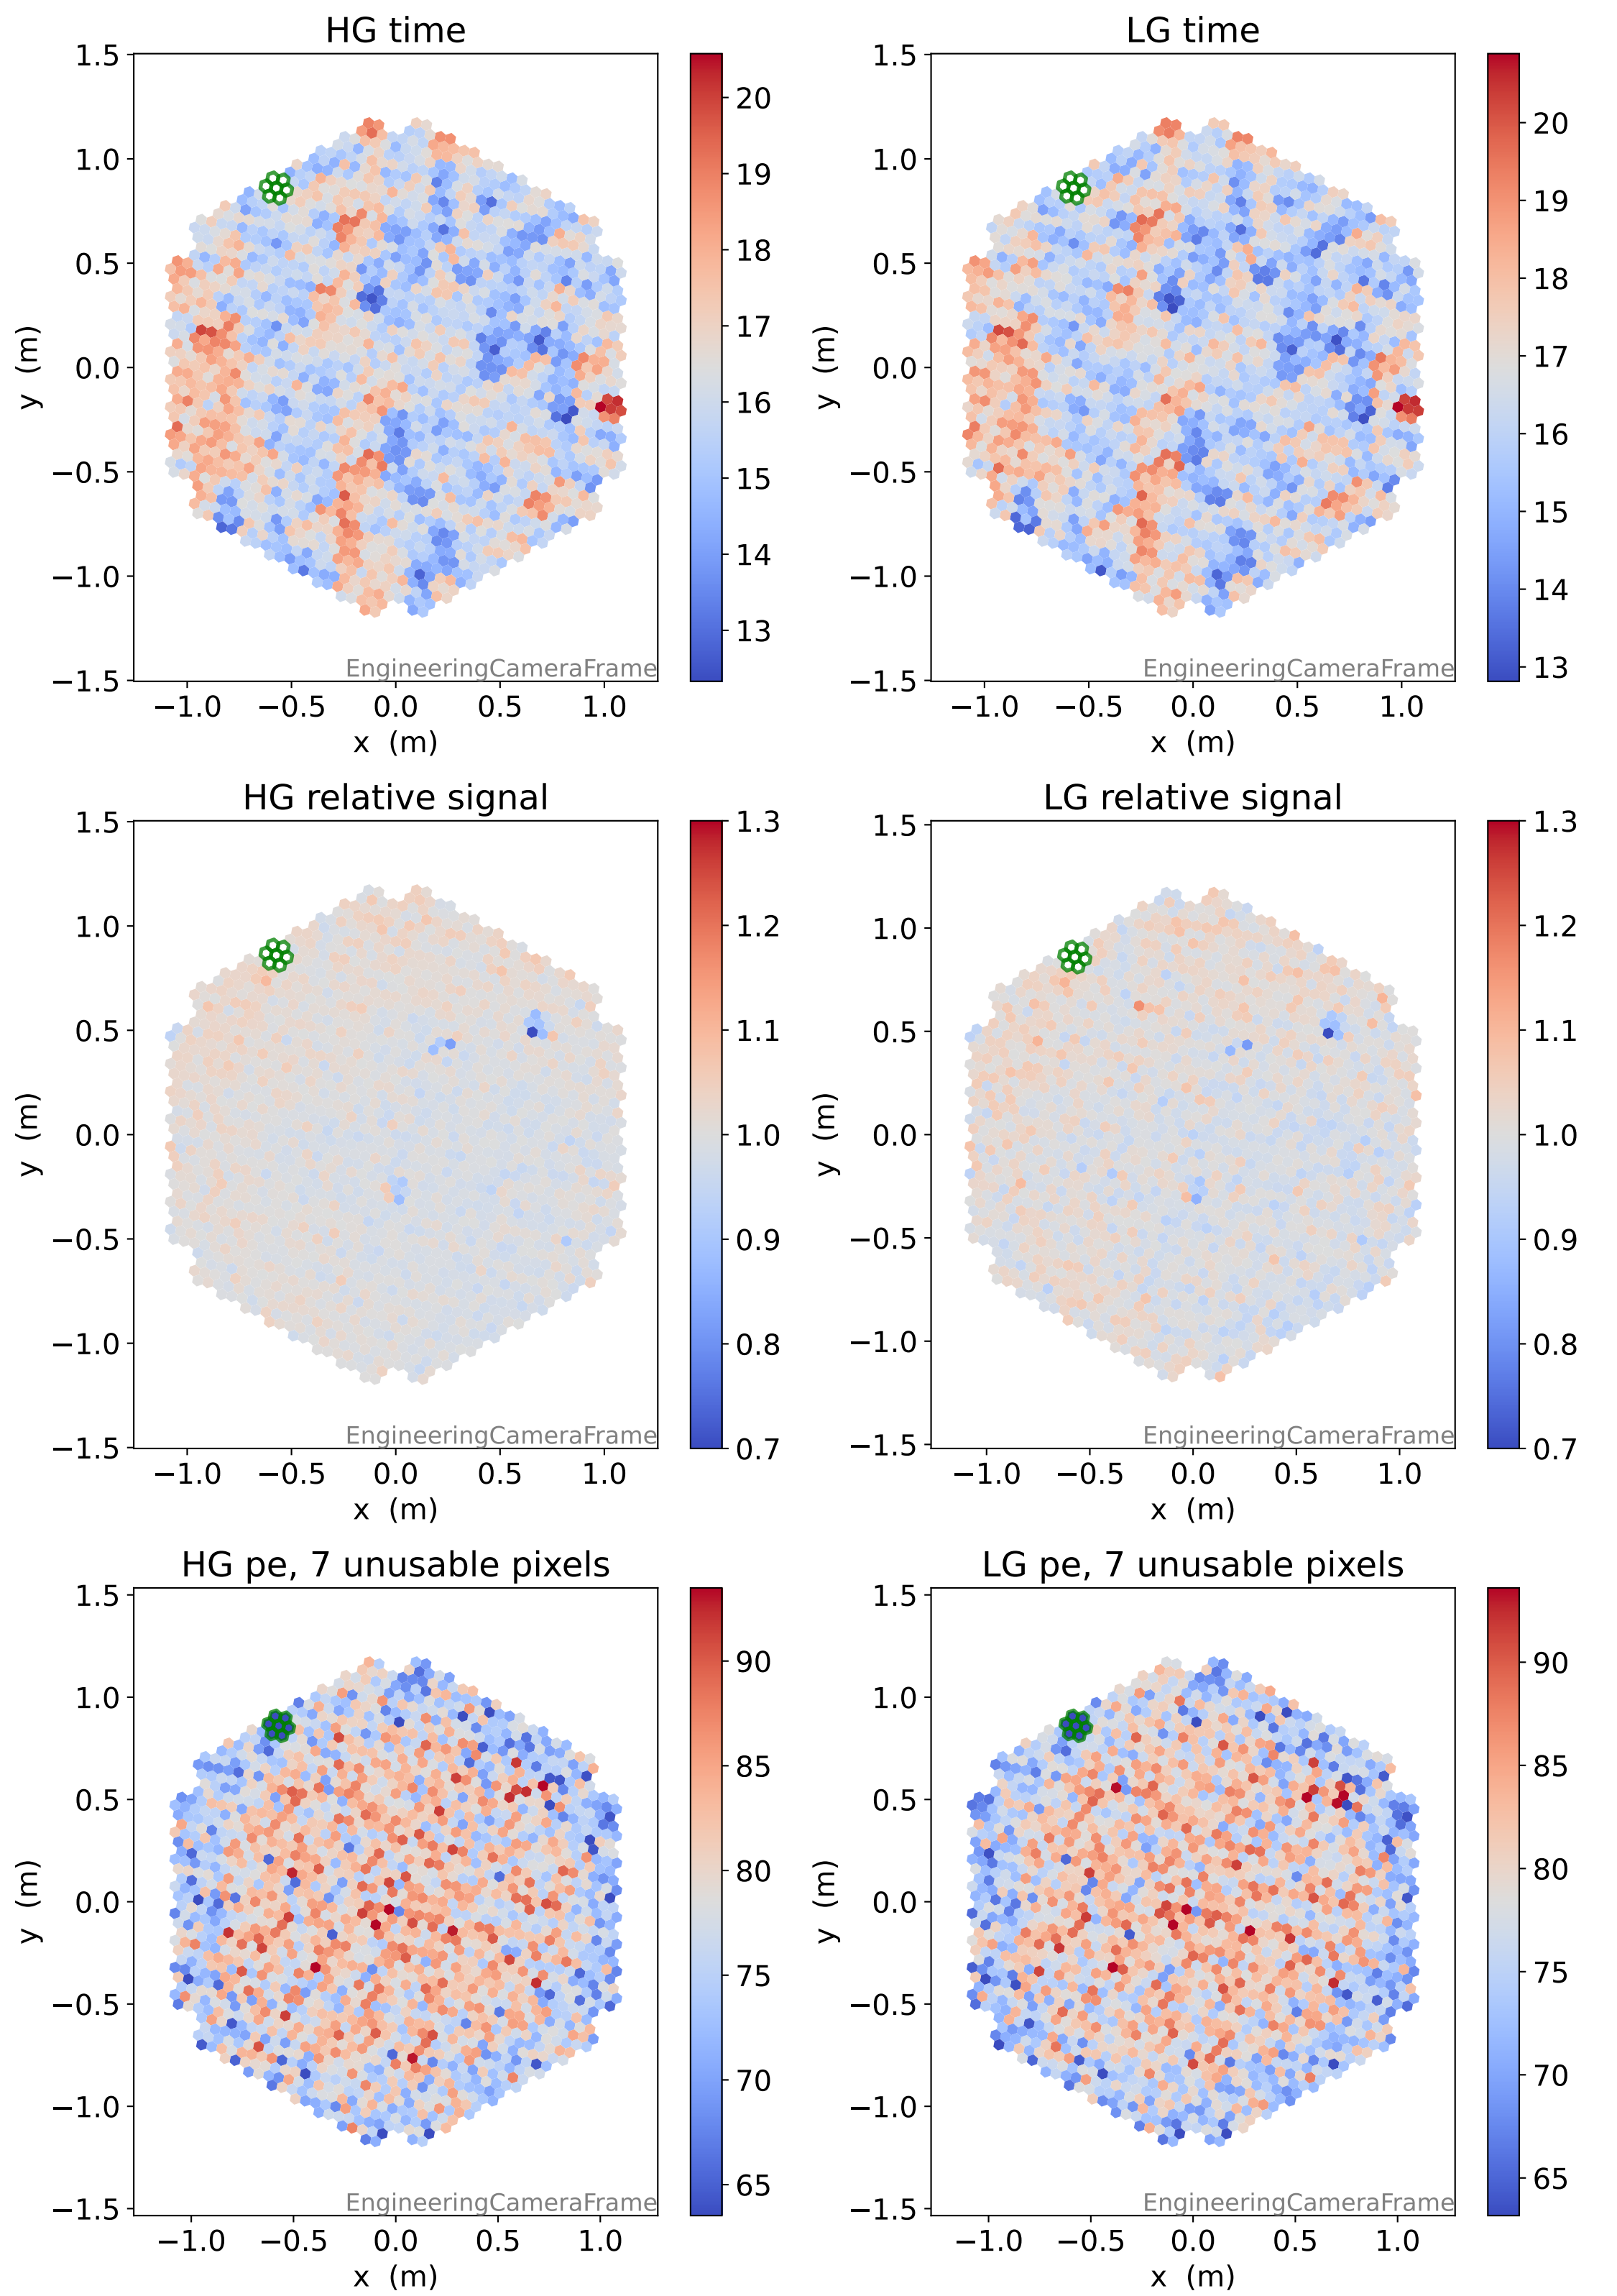 HG time
1.5
1.0
0.5
0.0
−0.5
−1.0
−1.5
y (m)
−1.0 −0.5 0.0 0.5 1.0
x (m)
EngineeringCameraFrame
20
19
18
17
16
15
14
13
LG time
1.5
1.0
0.5
0.0
−0.5
−1.0
−1.5
y (m)
−1.0 −0.5 0.0 0.5 1.0
x (m)
EngineeringCameraFrame
20
19
18
17
16
15
14
13
HG relative signal
1.5
1.0
0.5
0.0
−0.5
−1.0
−1.5
y (m)
−1.0 −0.5 0.0 0.5 1.0
x (m)
EngineeringCameraFrame
1.3
1.2
1.1
1.0
0.9
0.8
0.7
LG relative signal
1.5
1.0
0.5
0.0
−0.5
−1.0
−1.5
y (m)
−1.0 −0.5 0.0 0.5 1.0
x (m)
EngineeringCameraFrame
1.3
1.2
1.1
1.0
0.9
0.8
0.7
HG pe, 7 unusable pixels
1.5
1.0
0.5
0.0
−0.5
−1.0
−1.5
y (m)
−1.0 −0.5 0.0 0.5 1.0
x (m)
EngineeringCameraFrame
90
85
80
75
70
65
LG pe, 7 unusable pixels
1.5
1.0
0.5
0.0
−0.5
−1.0
−1.5
y (m)
−1.0 −0.5 0.0 0.5 1.0
x (m)
EngineeringCameraFrame
90
85
80
75
70
65